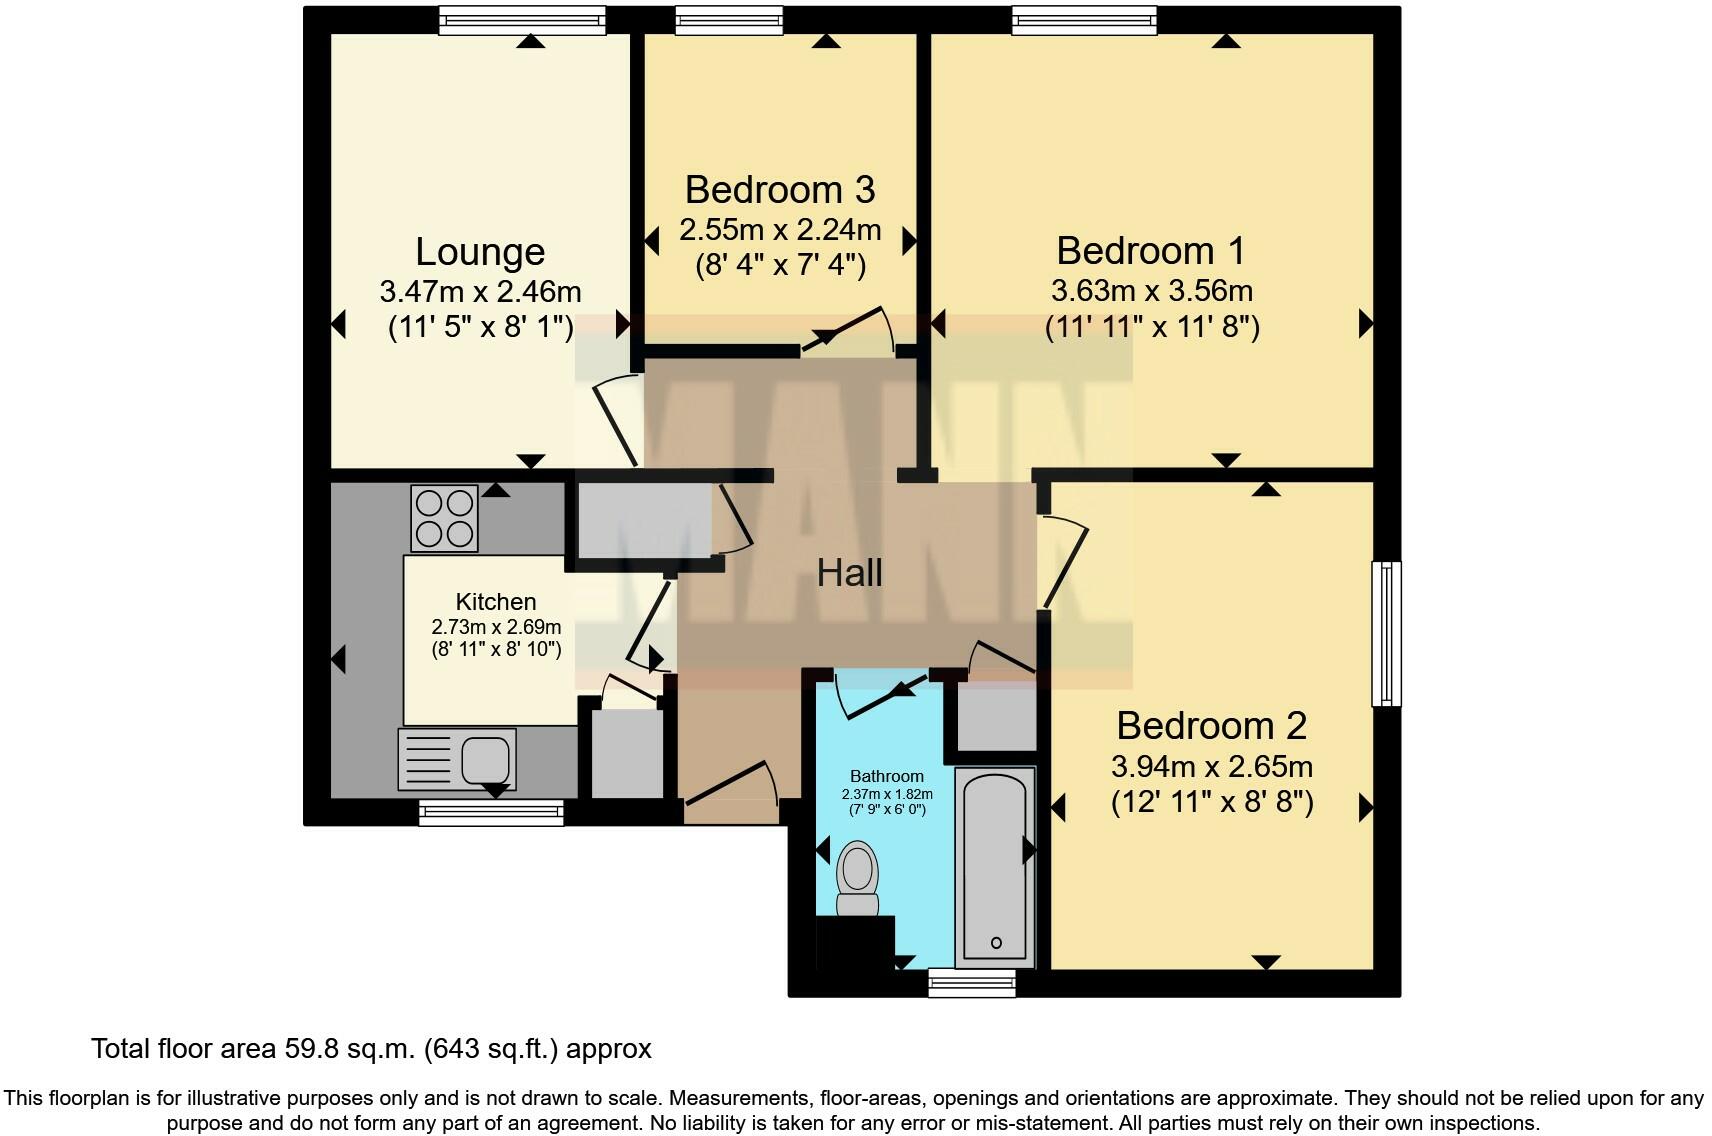 Lounge
3.47m x 2.46m
(11' 5" x 8' 1")
Bedroom 3
2.55m x 2.24m
(8' 4" x 7' 4")
Bedroom 1
3.63m x 3.56m
(11' 11" x 11' 8")
MANN
Hall
Kitchen
2.73m x 2.69m
(8' 11" x 8' 10")
Bedroom 2
3.94m x 2.65m
(12' 11" x 8' 8")
Bathroom
2.37m x 1.82m
(7' 9" x 6' 0")
Total floor area 59.8 sq.m. (643 sq.ft.) approx
This floorplan is for illustrative purposes only and is not drawn to scale. Measurements, floor-areas, openings and orientations are approximate. They should not be relied upon for any
purpose and do not form any part of an agreement. No liability is taken for any error or mis-statement. All parties must rely on their own inspections.